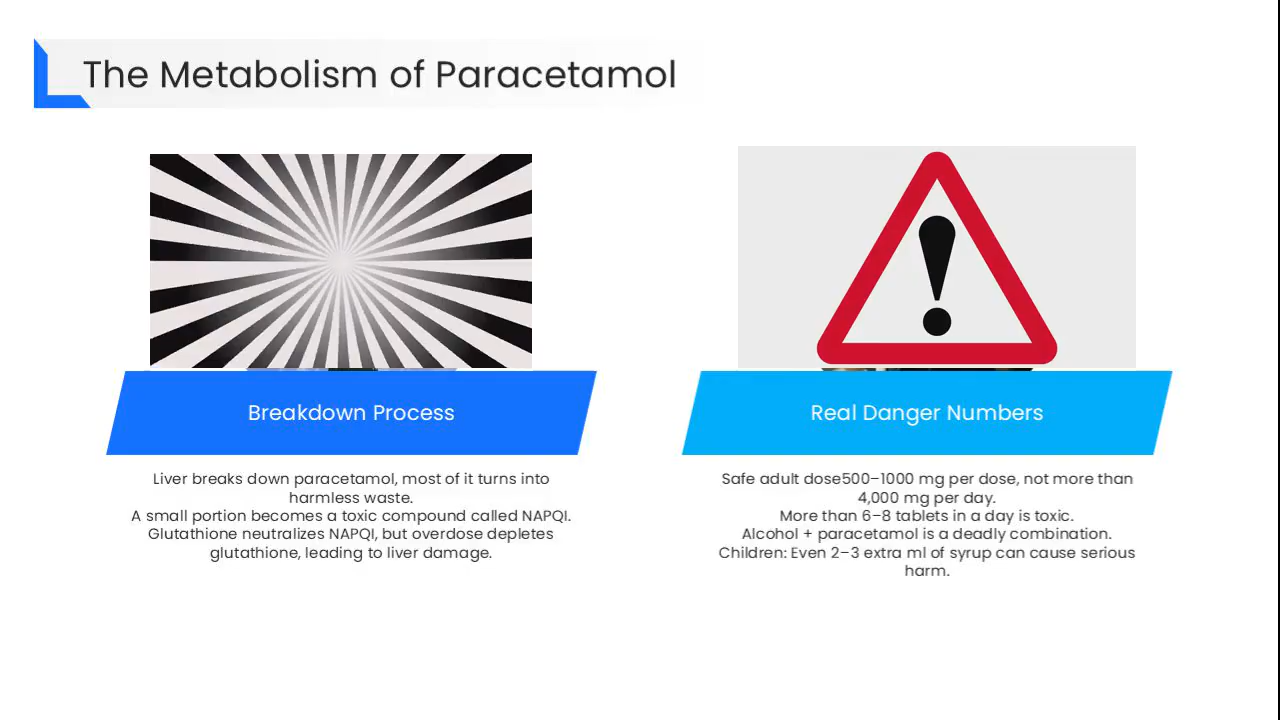 The Metabolism of Paracetamol
Breakdown Process
Liver breaks down paracetamol, most of it turns into
harmless waste.
A small portion becomes a toxic compound called NAPQI.
Glutathione neutralizes NAPQI, but overdose depletes
glutathione, leading to liver damage.
Real Danger Numbers
Safe adult dose500–1000 mg per dose, not more than
4,000 mg per day.
More than 6–8 tablets in a day is toxic.
Alcohol + paracetamol is a deadly combination.
Children: Even 2–3 extra ml of syrup can cause serious
harm.